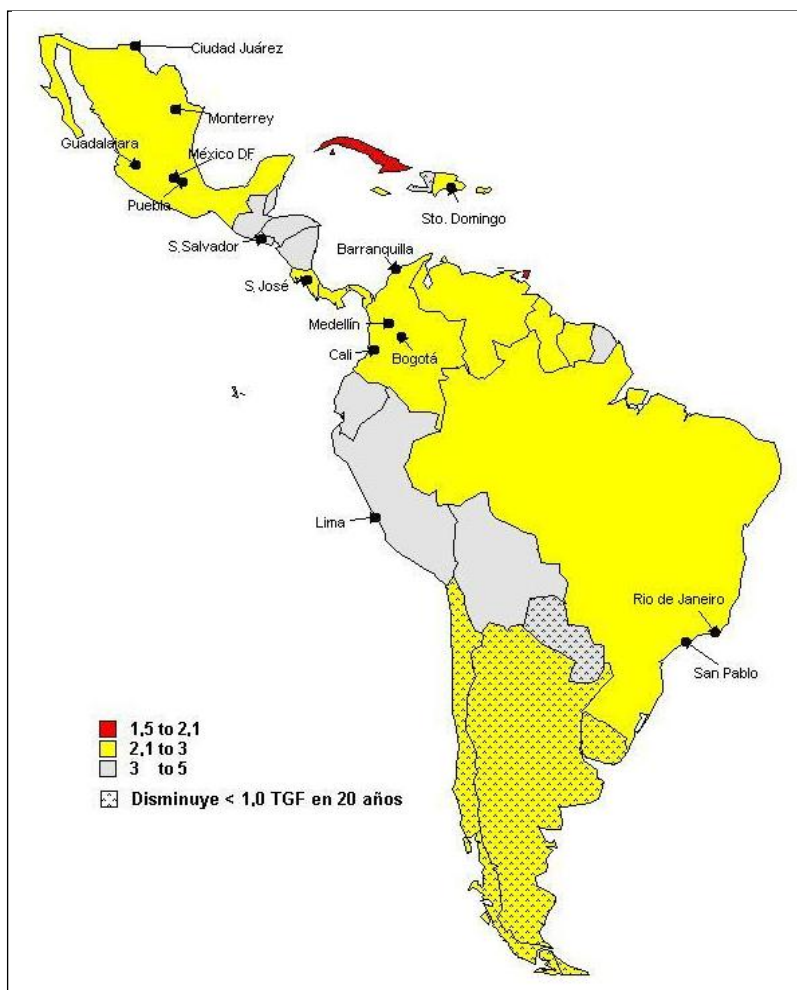 Ciudad Juárez
Monterrey
Guadalajara
México DF
Puebla
Sto. Domingo
S.Salvador
Barranquilla
S.José
Medellín
Cali
Bogotá
Lima
Rio de Janeiro
San Pablo
1,5 to 2,1
2,1 to 3
3 to 5
Disminuye < 1,0 TGF en 20 años